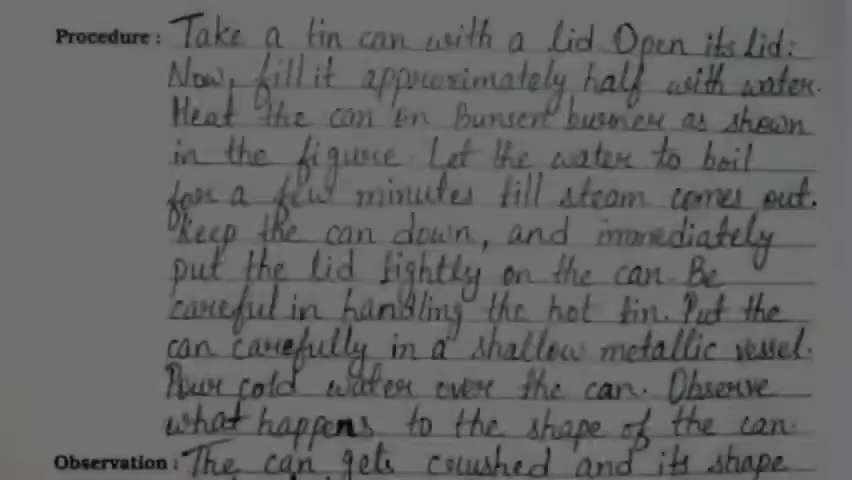 Procedure : Take a tin can with a lid Open its lid.
Now, fill it approximately half with water.
Heat the can on Bunsen burner as shown
in the figure. Let the water to boil
for a few minutes till steam comes out.
Keep the can down, and immediately
put the lid tightly on the can. Be
careful in handling the hot tin. Put the
can carefully in a shallow metallic vessel.
Pour cold water over the can. Observe
what happens to the shape of the can.
Observation : The can gets crushed and its shape